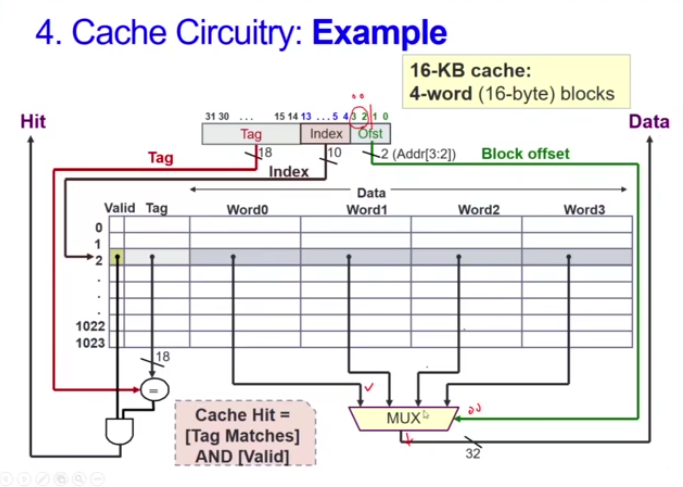 4. Cache Circuitry: Example
16-KB cache:
4-word (16-byte) blocks
Hit
Data
00
31 30 ... 15 14 13 ... 5 4 3 2 1 0
Tag Index Ofst
Tag
18
10
2 (Addr[3:2])
Block offset
Index
Data
Valid Tag Word0 Word1 Word2 Word3
0
1
2
.
.
.
1022
1023
18
=
Cache Hit =
[Tag Matches]
AND [Valid]
MUX
00
32